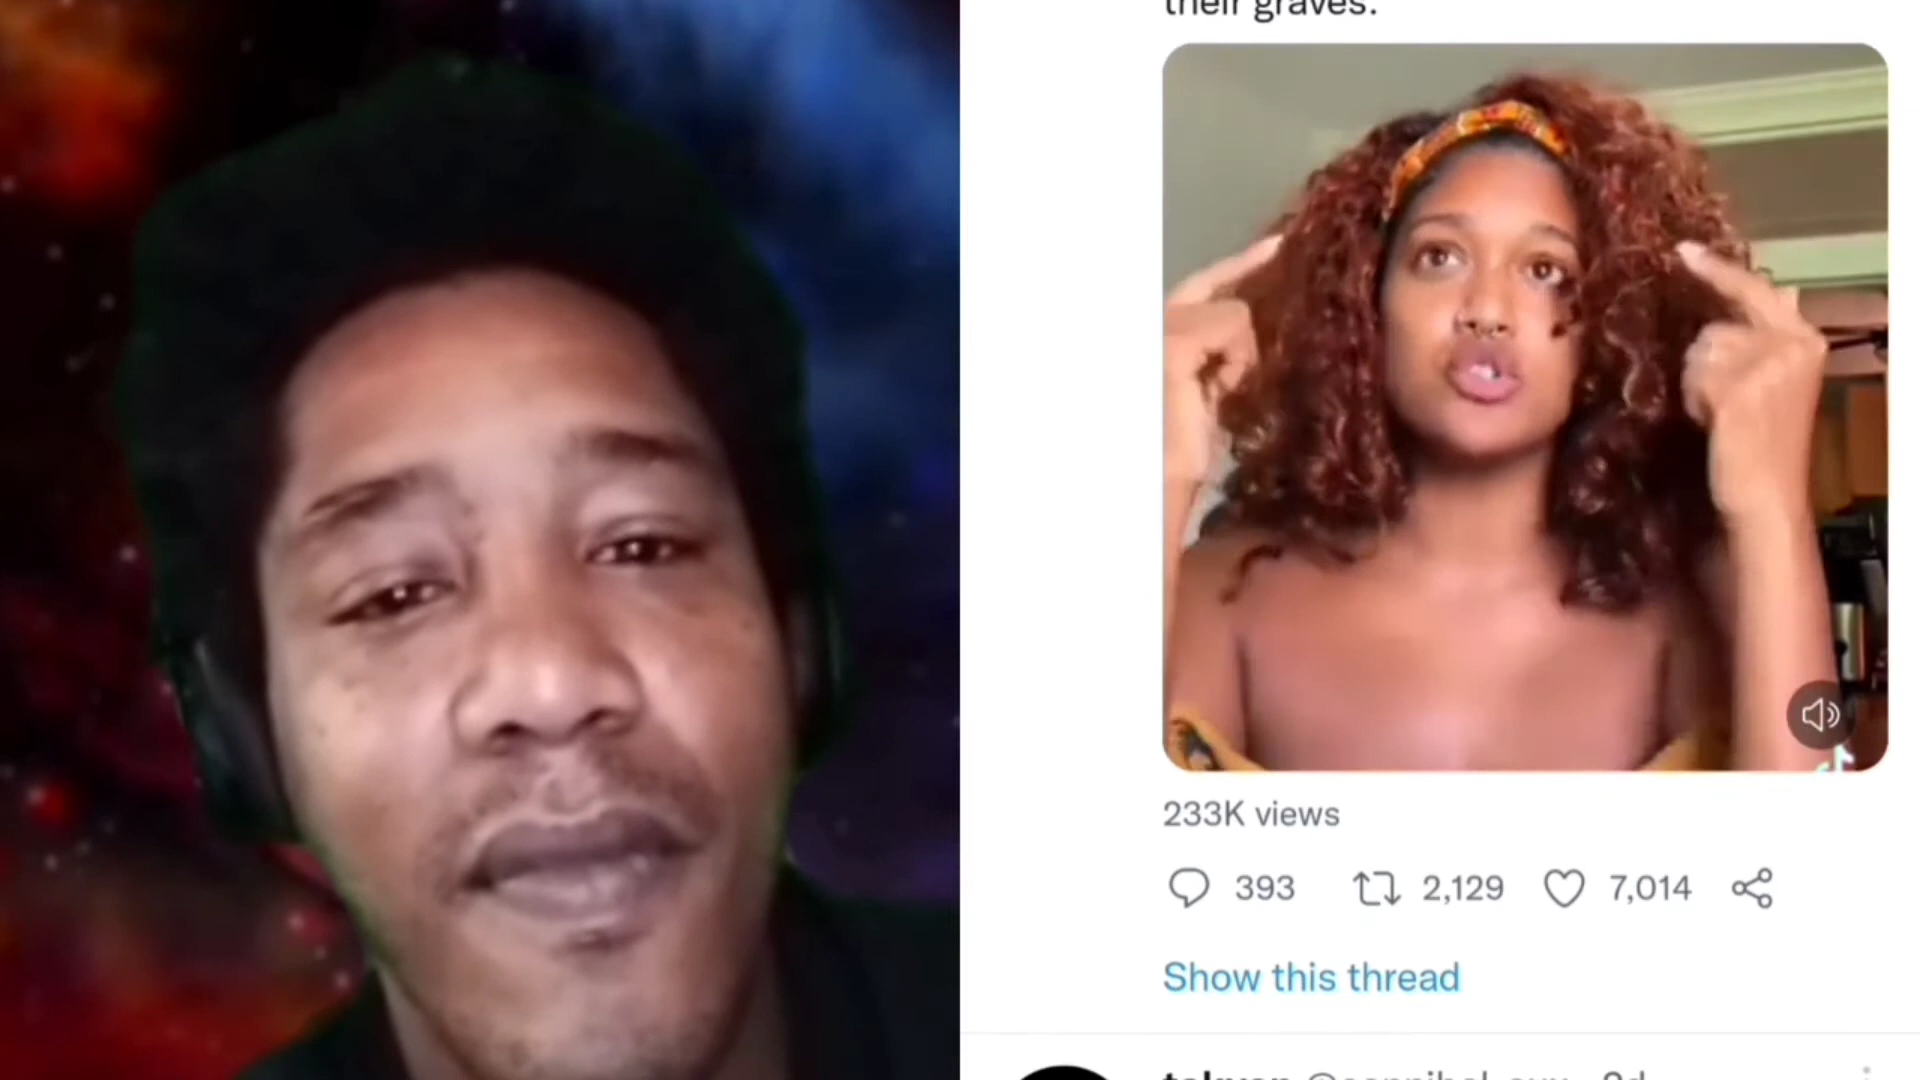 their graves.
233K views
393 2,129 7,014
Show this thread